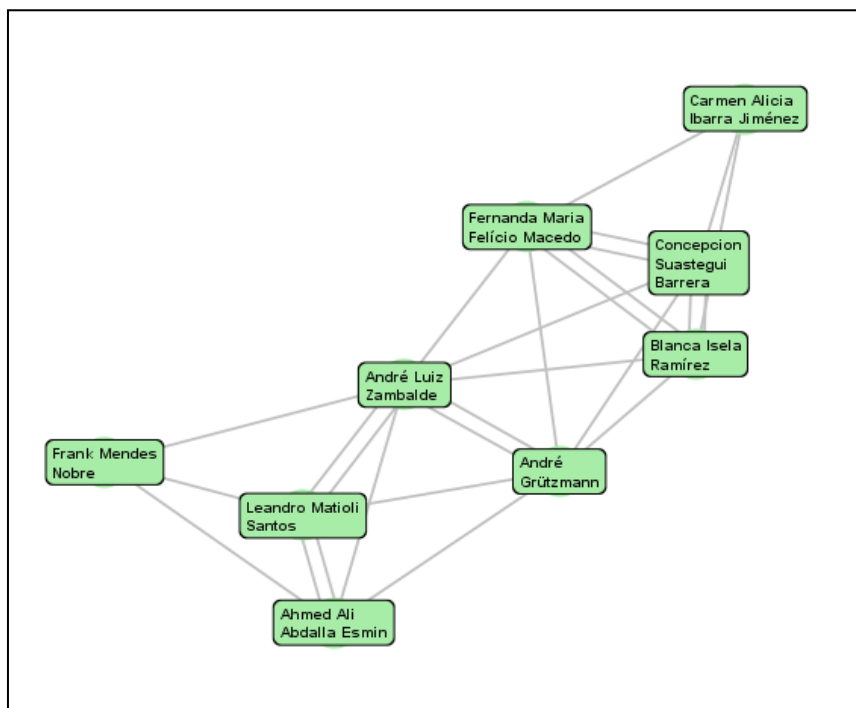 Carmen Alicia
Ibarra Jiménez
Fernanda Maria
Felício Macedo
Concepcion
Suastegui
Barrera
Blanca Isela
Ramírez
André Luiz
Zambalde
Frank Mendes
Nobre
André
Grützmann
Leandro Matioli
Santos
Ahmed Ali
Abdalla Esmin